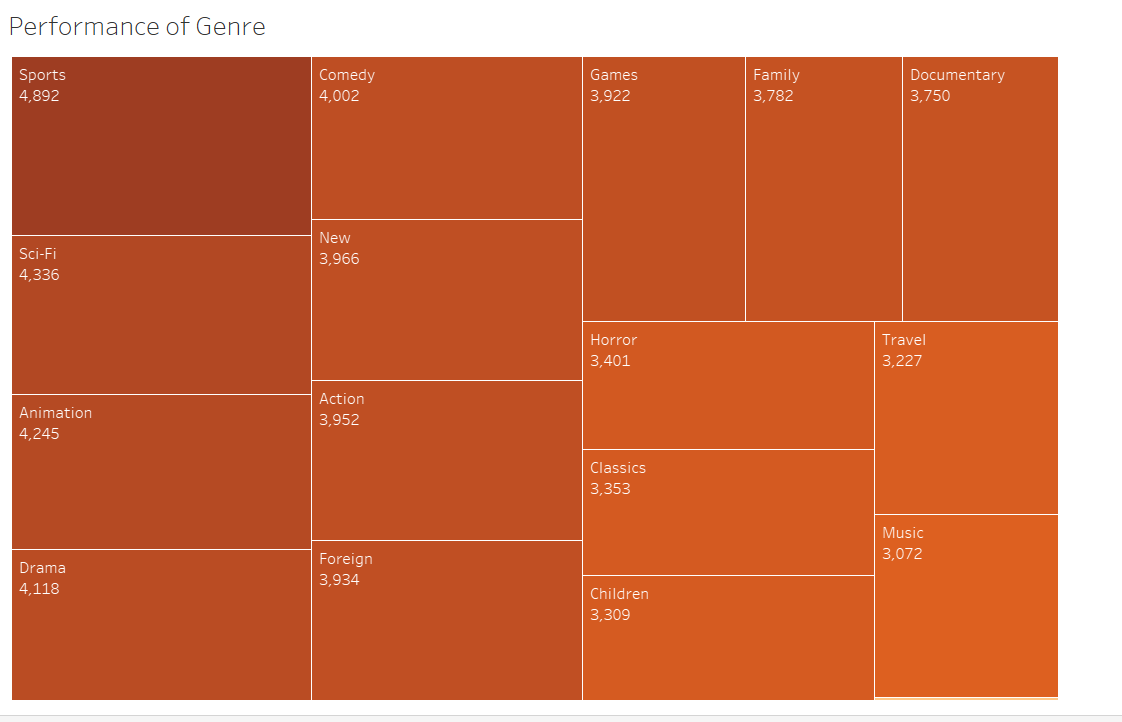 Performance of Genre
Sports
4,892
Sci-Fi
4,336
Animation
4,245
Drama
4,118
Comedy
4,002
New
3,966
Action
3,952
Foreign
3,934
Games
3,922
Family
3,782
Documentary
3,750
Horror
3,401
Classics
3,353
Children
3,309
Travel
3,227
Music
3,072